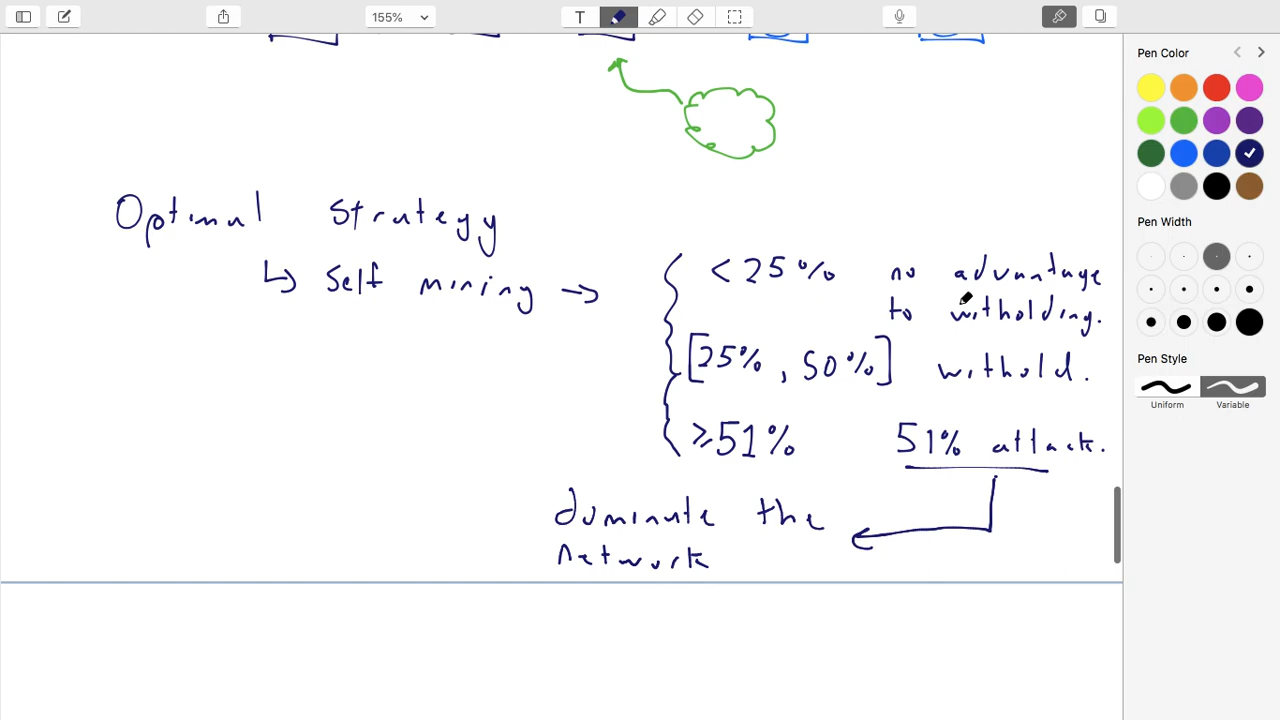 155%
T
Pen Color
Optimal strategy
↳ Self mining →
< 25% no advantage
to witholding.
[25%, 50%] withold.
Pen Width
≥51% 51% attack.
Pen Style
Uniform Variable
dominate the
network